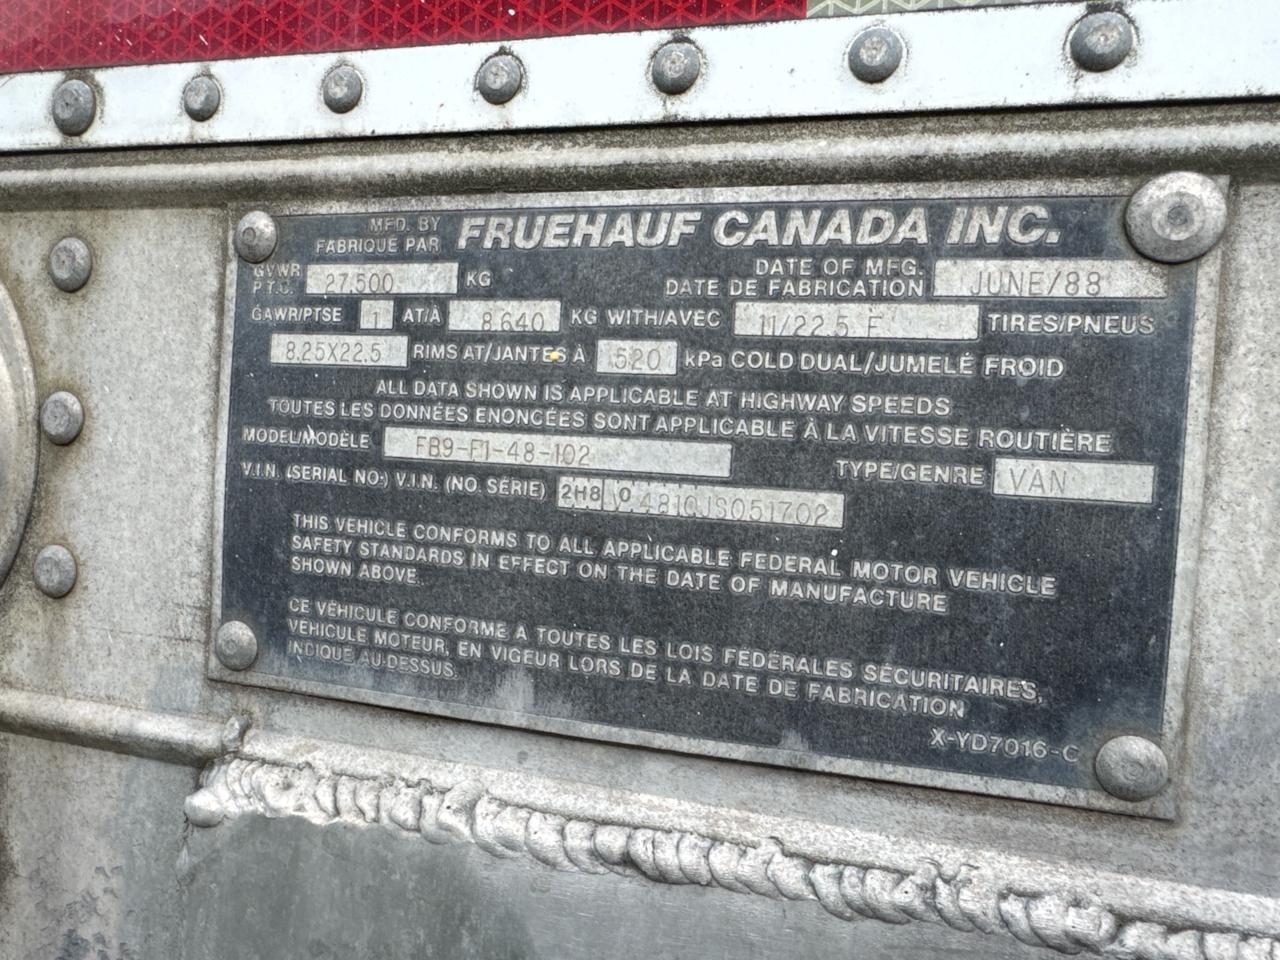 MFD. BY
FABRIQUE PAR FRUEHAUF CANADA INC.
GVWR
P.T.C. 27,500 KG
DATE OF MFG.
DATE DE FABRICATION JUNE/88
GAWR/PTSE 1 AT/À 8,640 KG WITH/AVEC 11/22.5 F TIRES/PNEUS
8.25X22.5 RIMS AT/JANTES À 520 kPa COLD DUAL/JUMELÉ FROID
ALL DATA SHOWN IS APPLICABLE AT HIGHWAY SPEEDS
TOUTES LES DONNÉES ENONCÉES SONT APPLICABLE À LA VITESSE ROUTIÈRE
MODEL/MODÈLE FB9-F1-48-102 TYPE/GENRE VAN
V.I.N. (SERIAL NO.) V.I.N. (NO. SÉRIE) 2H8 0 4810JS051702
THIS VEHICLE CONFORMS TO ALL APPLICABLE FEDERAL MOTOR VEHICLE
SAFETY STANDARDS IN EFFECT ON THE DATE OF MANUFACTURE
SHOWN ABOVE.
CE VÉHICULE CONFORME A TOUTES LES LOIS FÉDÉRALES SÉCURITAIRES,
VÉHICULE MOTEUR, EN VIGEUR LORS DE LA DATE DE FABRICATION
INDIQUÉ AU-DESSUS.
X-YD7016-C